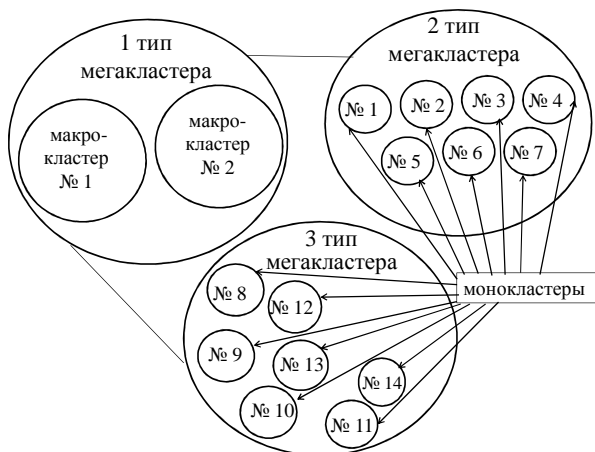 1 тип
мегакластера
макро-
кластер
№ 1
макро-
кластер
№ 2
2 тип
мегакластера
№ 1
№ 2
№ 3
№ 4
№ 5
№ 6
№ 7
3 тип
мегакластера
№ 8
№ 12
№ 9
№ 13
№ 14
№ 10
№ 11
монокластеры